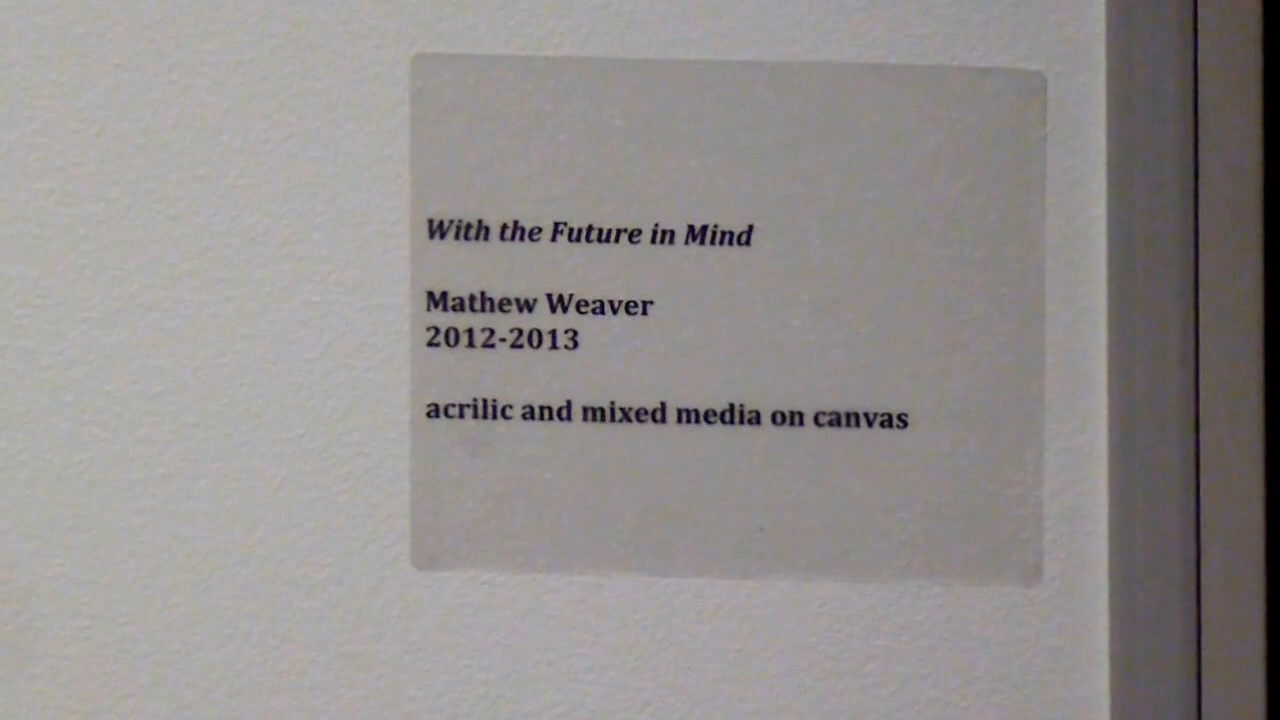 With the Future in Mind
Mathew Weaver
2012-2013
acrilic and mixed media on canvas